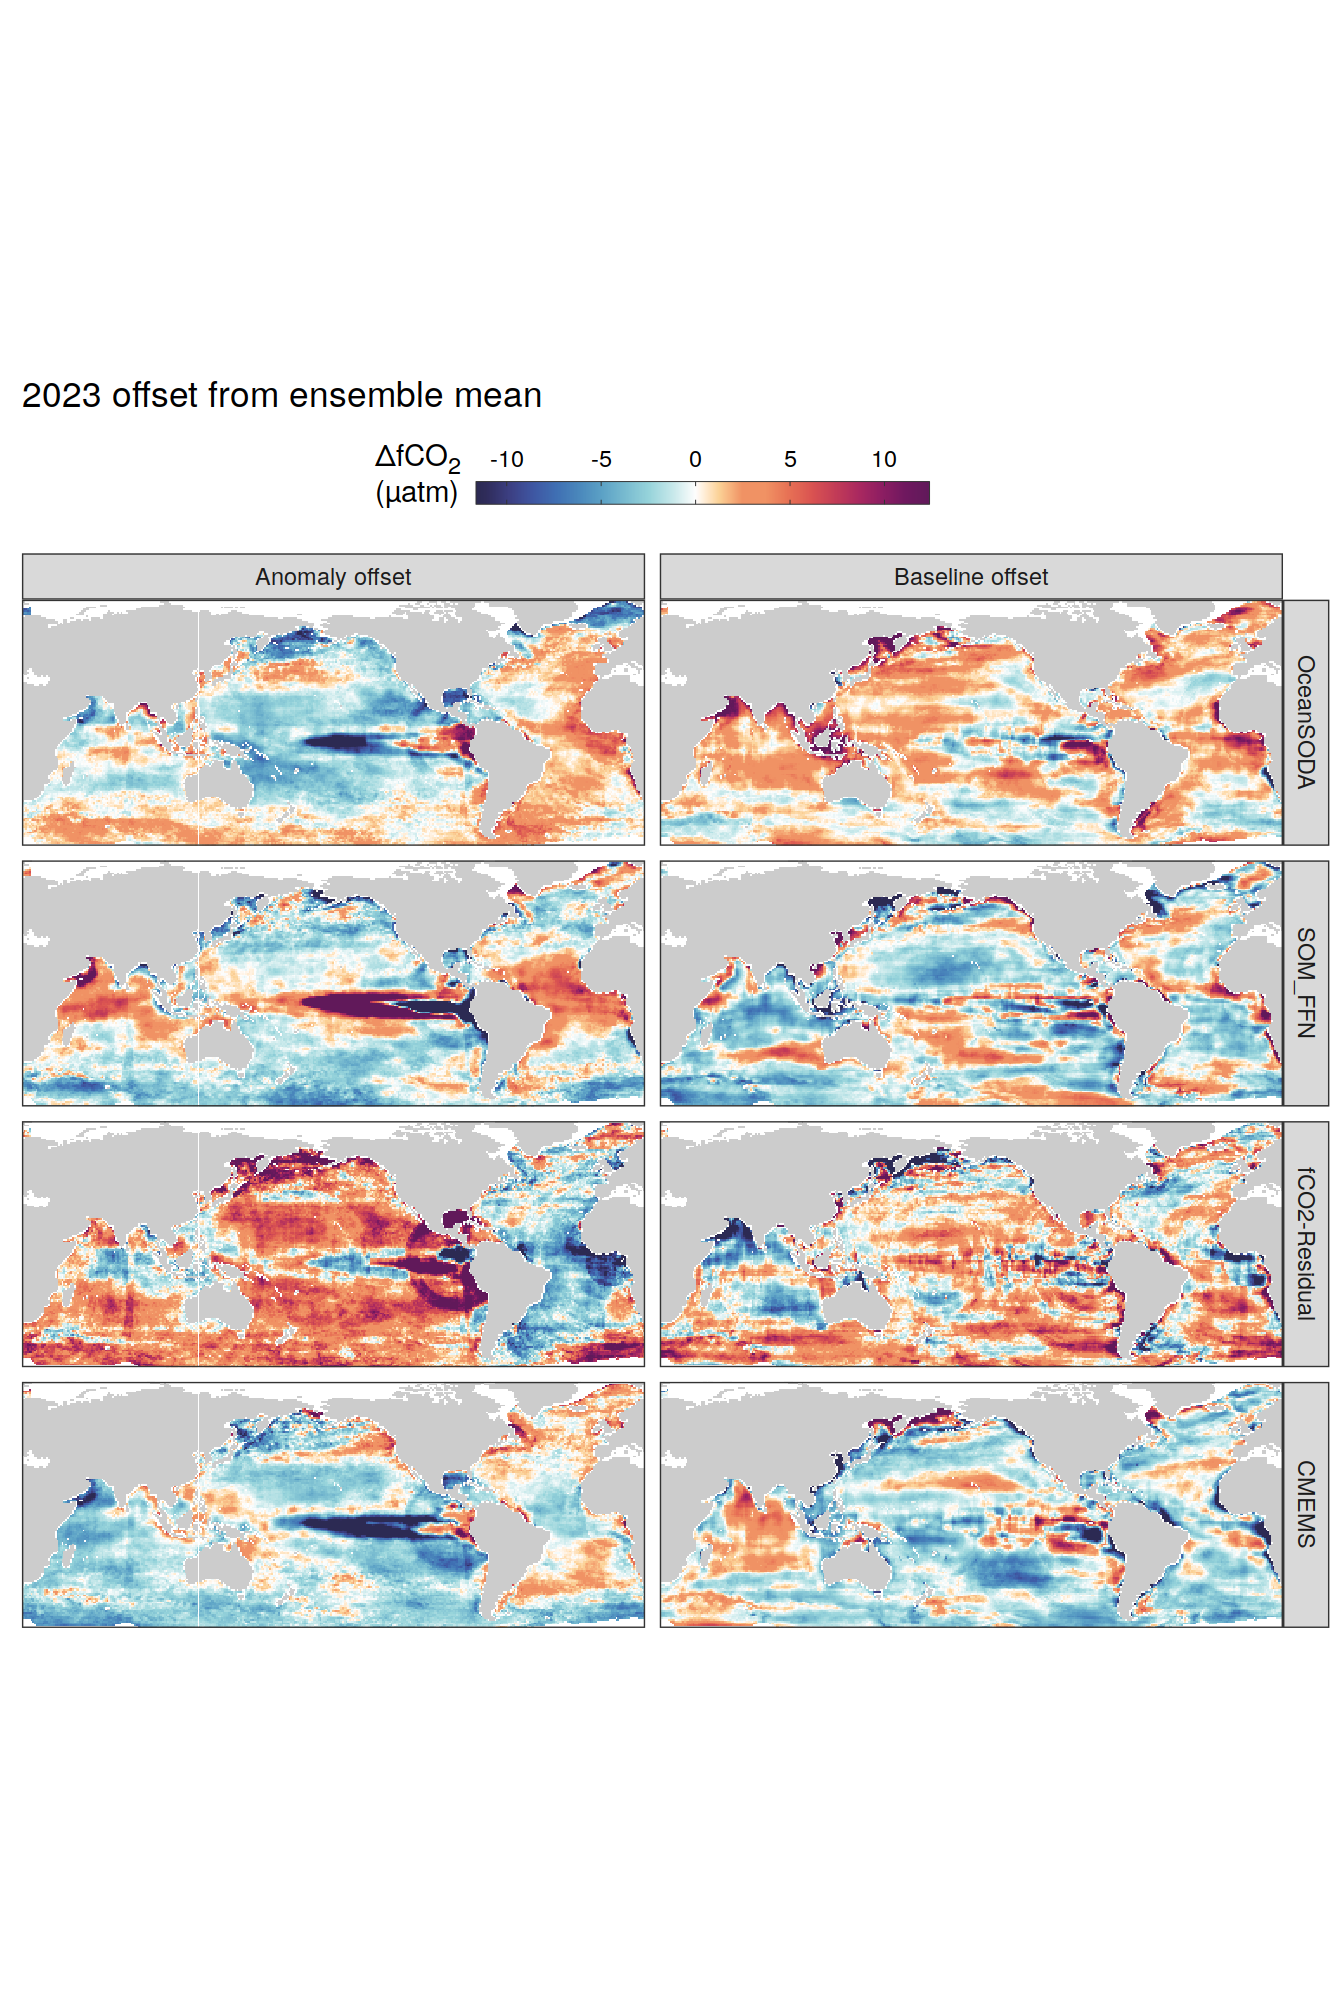 2023 offset from ensemble mean
ΔfCO₂
(µatm)
-10 -5 0 5 10
Anomaly offset
Baseline offset
OceanSODA
SOM_FFN
fCO2-Residual
CMEMS